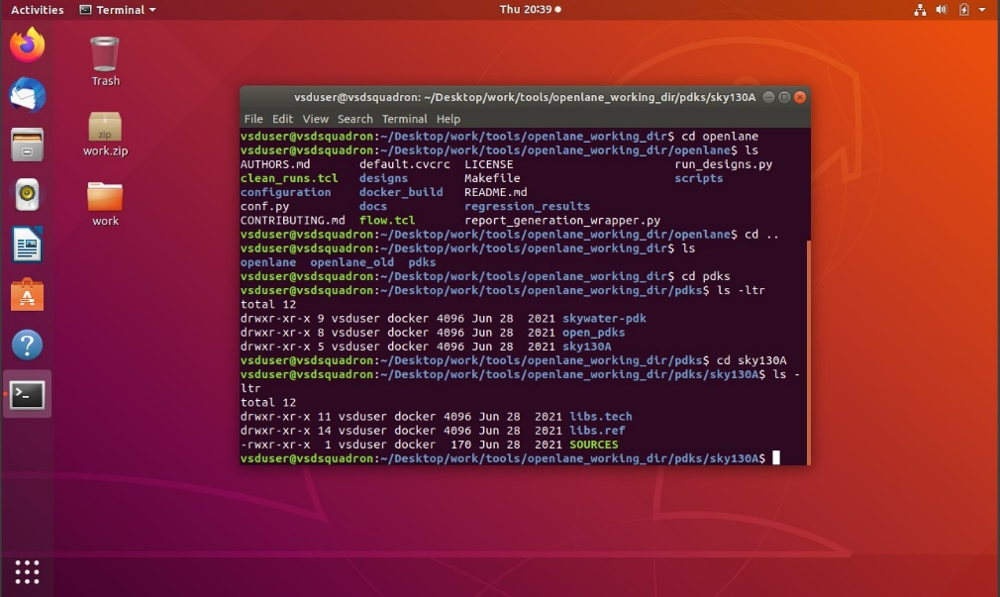 Activities Terminal Thu 20:39
Trash
zip
work.zip
work
vsduser@vsdsquadron: ~/Desktop/work/tools/openlane_working_dir/pdks/sky130A
File Edit View Search Terminal Help
vsduser@vsdsquadron:~/Desktop/work/tools/openlane_working_dir$ cd openlane
vsduser@vsdsquadron:~/Desktop/work/tools/openlane_working_dir/openlane$ ls
AUTHORS.md default.cvcrc LICENSE run_designs.py
clean_runs.tcl designs Makefile scripts
configuration docker_build README.md
conf.py docs regression_results
CONTRIBUTING.md flow.tcl report_generation_wrapper.py
vsduser@vsdsquadron:~/Desktop/work/tools/openlane_working_dir/openlane$ cd ..
vsduser@vsdsquadron:~/Desktop/work/tools/openlane_working_dir$ ls
openlane openlane_old pdks
vsduser@vsdsquadron:~/Desktop/work/tools/openlane_working_dir$ cd pdks
vsduser@vsdsquadron:~/Desktop/work/tools/openlane_working_dir/pdks$ ls -ltr
total 12
drwxr-xr-x 9 vsduser docker 4096 Jun 28 2021 skywater-pdk
drwxr-xr-x 8 vsduser docker 4096 Jun 28 2021 open_pdks
drwxr-xr-x 5 vsduser docker 4096 Jun 28 2021 sky130A
vsduser@vsdsquadron:~/Desktop/work/tools/openlane_working_dir/pdks$ cd sky130A
vsduser@vsdsquadron:~/Desktop/work/tools/openlane_working_dir/pdks/sky130A$ ls -
ltr
total 12
drwxr-xr-x 11 vsduser docker 4096 Jun 28 2021 libs.tech
drwxr-xr-x 14 vsduser docker 4096 Jun 28 2021 libs.ref
-rwxr-xr-x 1 vsduser docker 170 Jun 28 2021 SOURCES
vsduser@vsdsquadron:~/Desktop/work/tools/openlane_working_dir/pdks/sky130A$